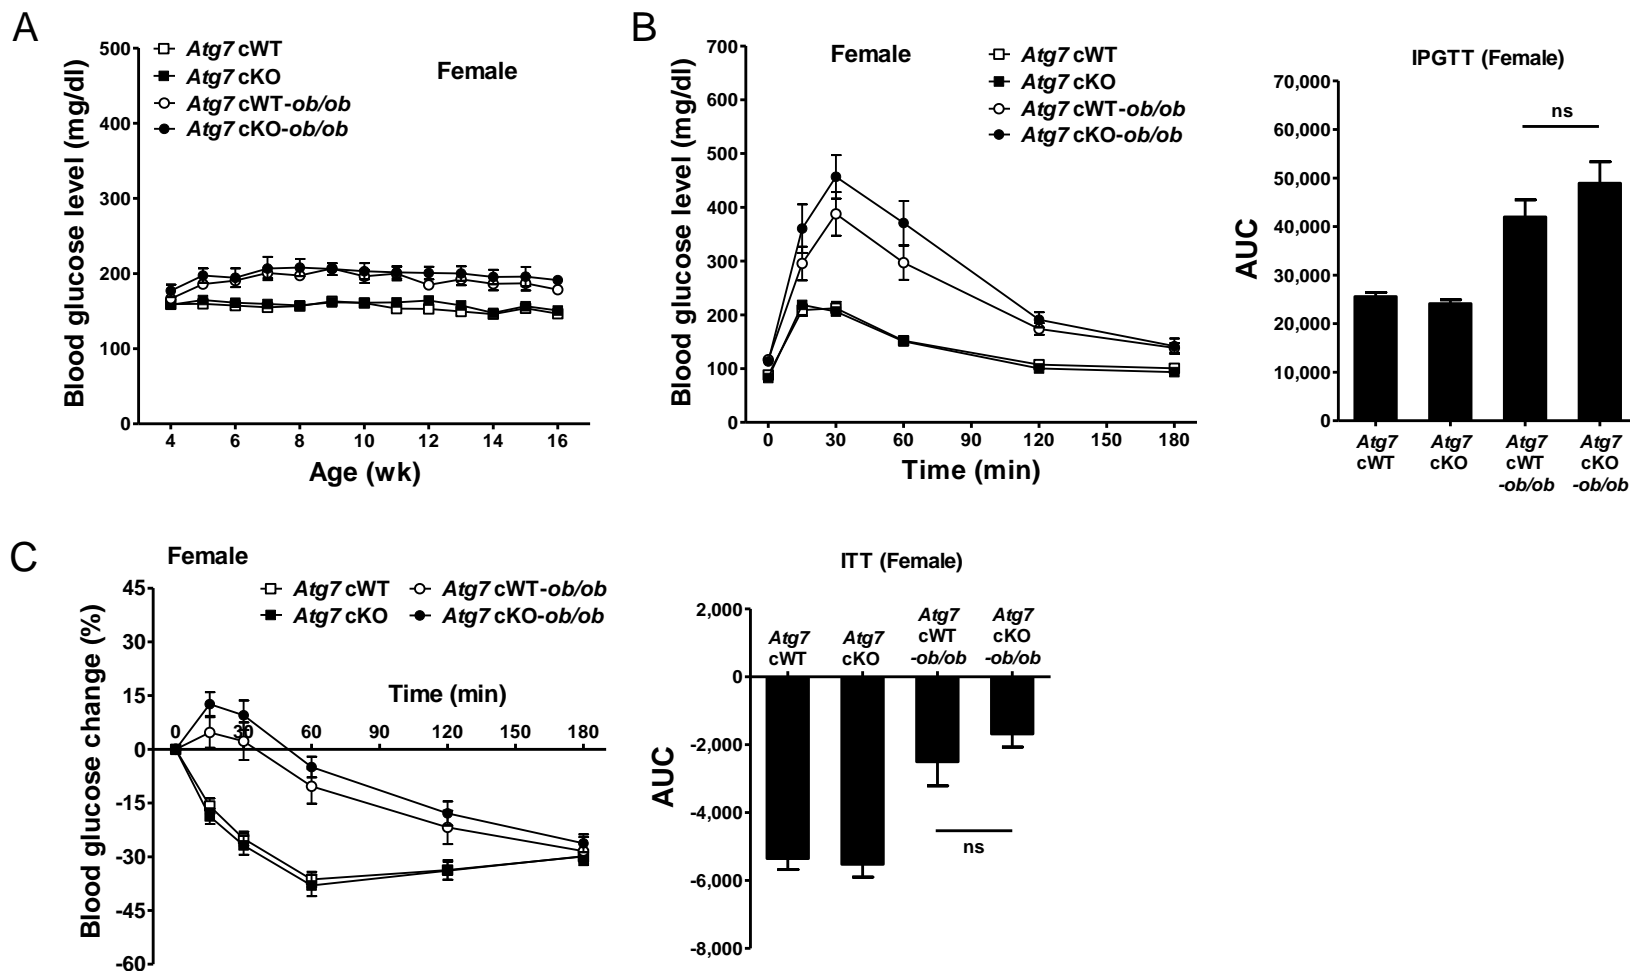 A
Atg7 cWT
Atg7 cKO
Atg7 cWT-ob/ob
Atg7 cKO-ob/ob
Female
Blood glucose level (mg/dl)
500
400
300
200
100
0
4 6 8 10 12 14 16
Age (wk)
B
Female
Atg7 cWT
Atg7 cKO
Atg7 cWT-ob/ob
Atg7 cKO-ob/ob
Blood glucose level (mg/dl)
700
600
500
400
300
200
100
0
0 30 60 90 120 150 180
Time (min)
IPGTT (Female)
ns
AUC
70,000
60,000
50,000
40,000
30,000
20,000
10,000
0
Atg7 Atg7 Atg7 Atg7
cWT cKO cWT cKO
-ob/ob -ob/ob
C
Female
Atg7 cWT Atg7 cWT-ob/ob
Atg7 cKO Atg7 cKO-ob/ob
Blood glucose change (%)
45
30
15
0
-15
-30
-45
-60
Time (min)
0 30 60 90 120 150 180
ITT (Female)
AUC
2,000
0
-2,000
-4,000
-6,000
-8,000
Atg7
cWT
Atg7
cKO
Atg7
cWT
-ob/ob
Atg7
cKO
-ob/ob
ns